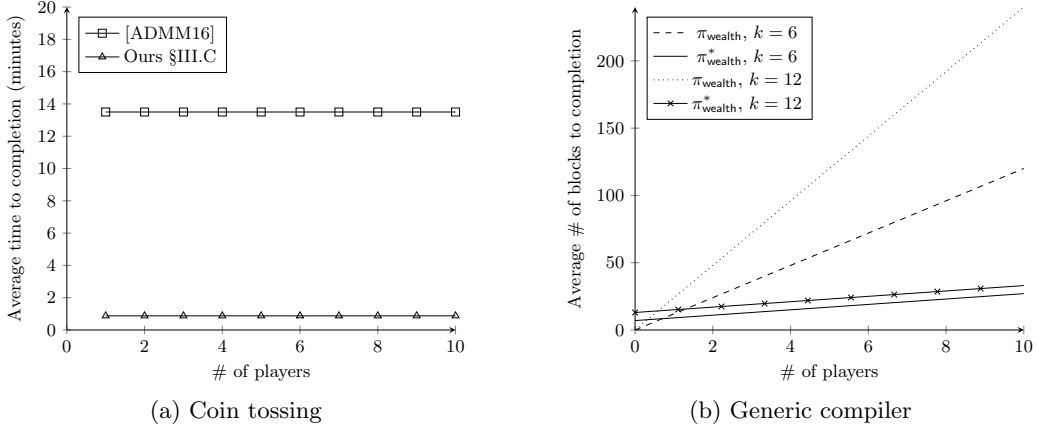 Average time to completion (minutes)
20
18
16
14
12
10
8
6
4
2
0
[ADMM16]
Ours §III.C
0 2 4 6 8 10
# of players
(a) Coin tossing
Average # of blocks to completion
200
150
100
50
0
π_wealth, k = 6
π*_wealth, k = 6
π_wealth, k = 12
π*_wealth, k = 12
0 2 4 6 8 10
# of players
(b) Generic compiler